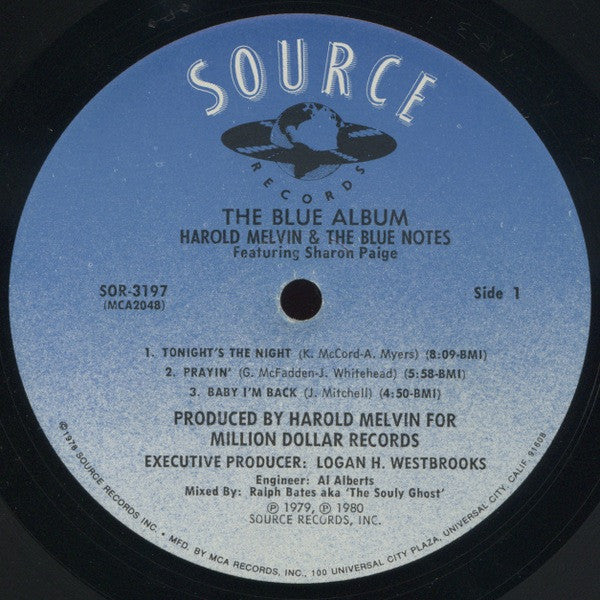 SOURCE
RECORDS
THE BLUE ALBUM
HAROLD MELVIN & THE BLUE NOTES
Featuring Sharon Paige
SOR-3197
(MCA2048)
Side 1
1. TONIGHT'S THE NIGHT (K. McCord-A. Myers) (8:09-BMI)
2. PRAYIN' (G. McFadden-J. Whitehead) (5:58-BMI)
3. BABY I'M BACK (J. Mitchell) (4:50-BMI)
PRODUCED BY HAROLD MELVIN FOR
MILLION DOLLAR RECORDS
EXECUTIVE PRODUCER: LOGAN H. WESTBROOKS
Engineer: Al Alberts
Mixed By: Ralph Bates aka 'The Souly Ghost'
℗ 1979, ℗ 1980
SOURCE RECORDS, INC.
©1978 SOURCE RECORDS INC. • MFD. BY MCA RECORDS, INC., 100 UNIVERSAL CITY PLAZA, UNIVERSAL CITY, CALIF. 91608